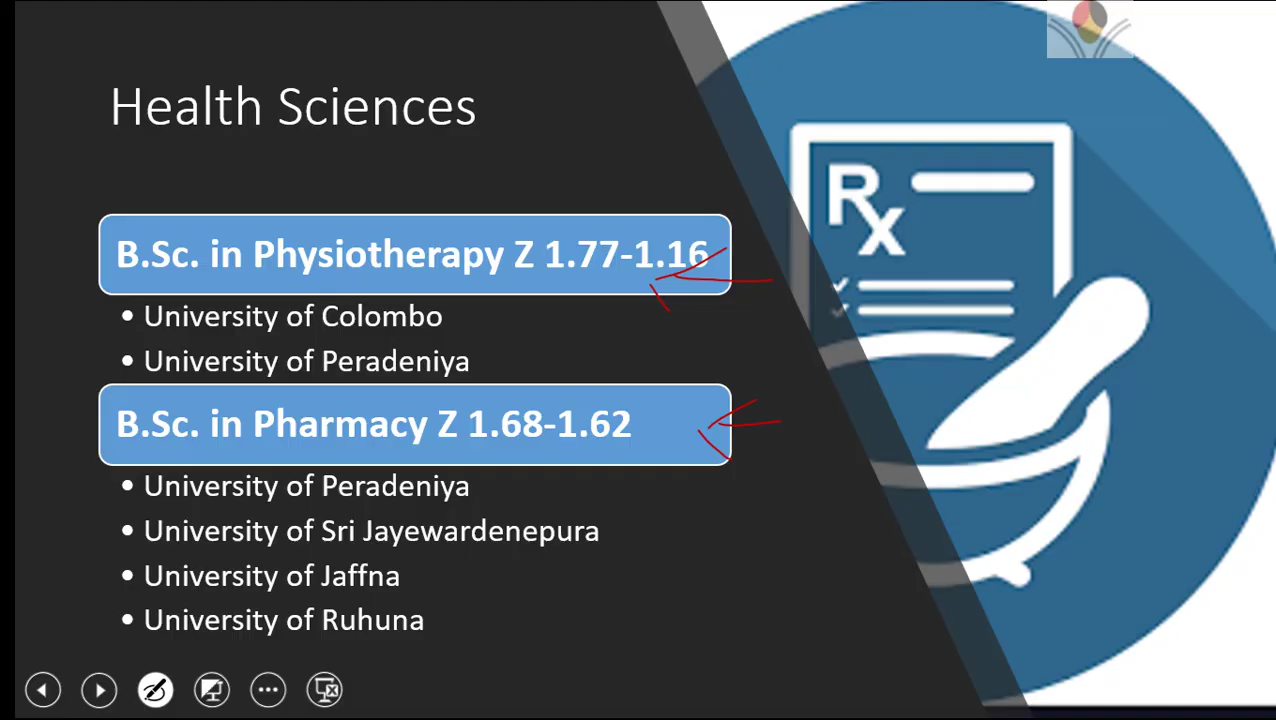 Health Sciences
B.Sc. in Physiotherapy Z 1.77-1.16
• University of Colombo
• University of Peradeniya
B.Sc. in Pharmacy Z 1.68-1.62
• University of Peradeniya
• University of Sri Jayewardenepura
• University of Jaffna
• University of Ruhuna
Rx